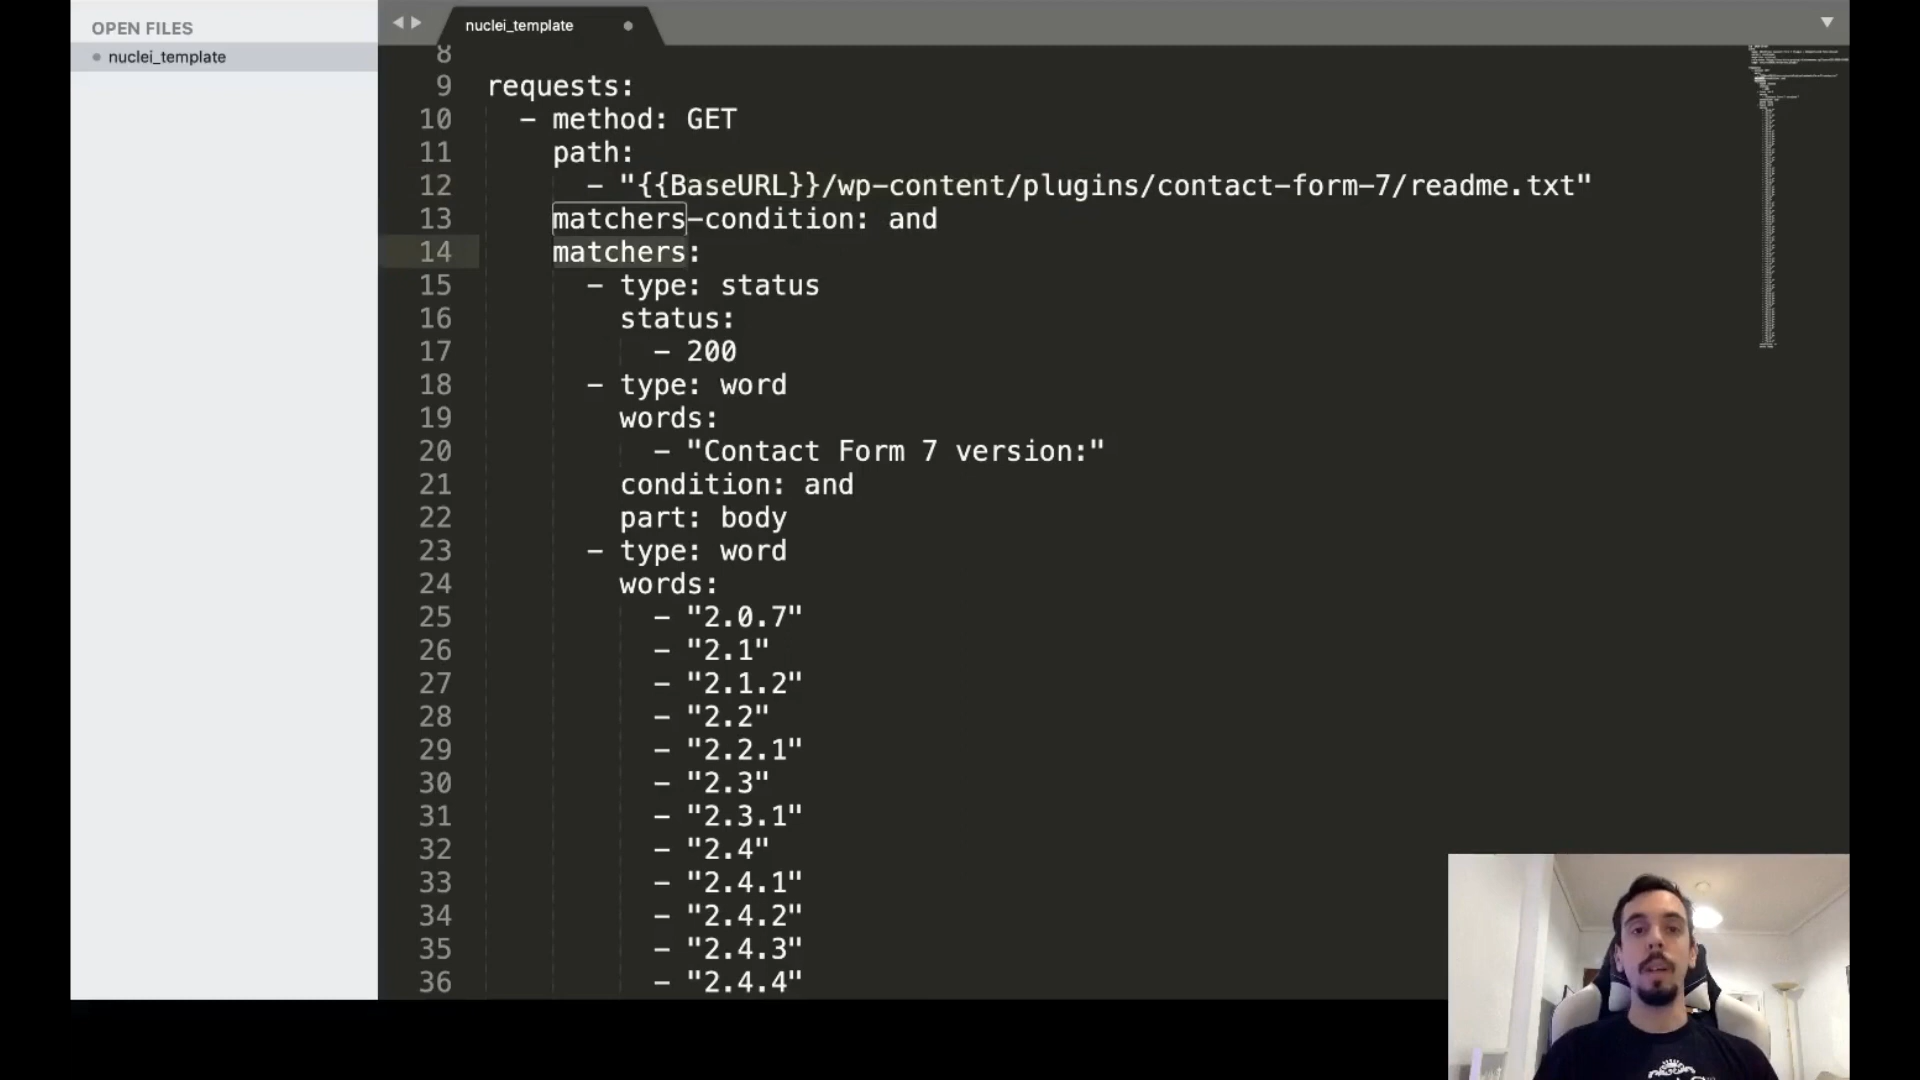 OPEN FILES
nuclei_template
nuclei_template
8
9 requests:
10 - method: GET
11 path:
12 - "{{BaseURL}}/wp-content/plugins/contact-form-7/readme.txt"
13 matchers-condition: and
14 matchers:
15 - type: status
16 status:
17 - 200
18 - type: word
19 words:
20 - "Contact Form 7 version:"
21 condition: and
22 part: body
23 - type: word
24 words:
25 - "2.0.7"
26 - "2.1"
27 - "2.1.2"
28 - "2.2"
29 - "2.2.1"
30 - "2.3"
31 - "2.3.1"
32 - "2.4"
33 - "2.4.1"
34 - "2.4.2"
35 - "2.4.3"
36 - "2.4.4"